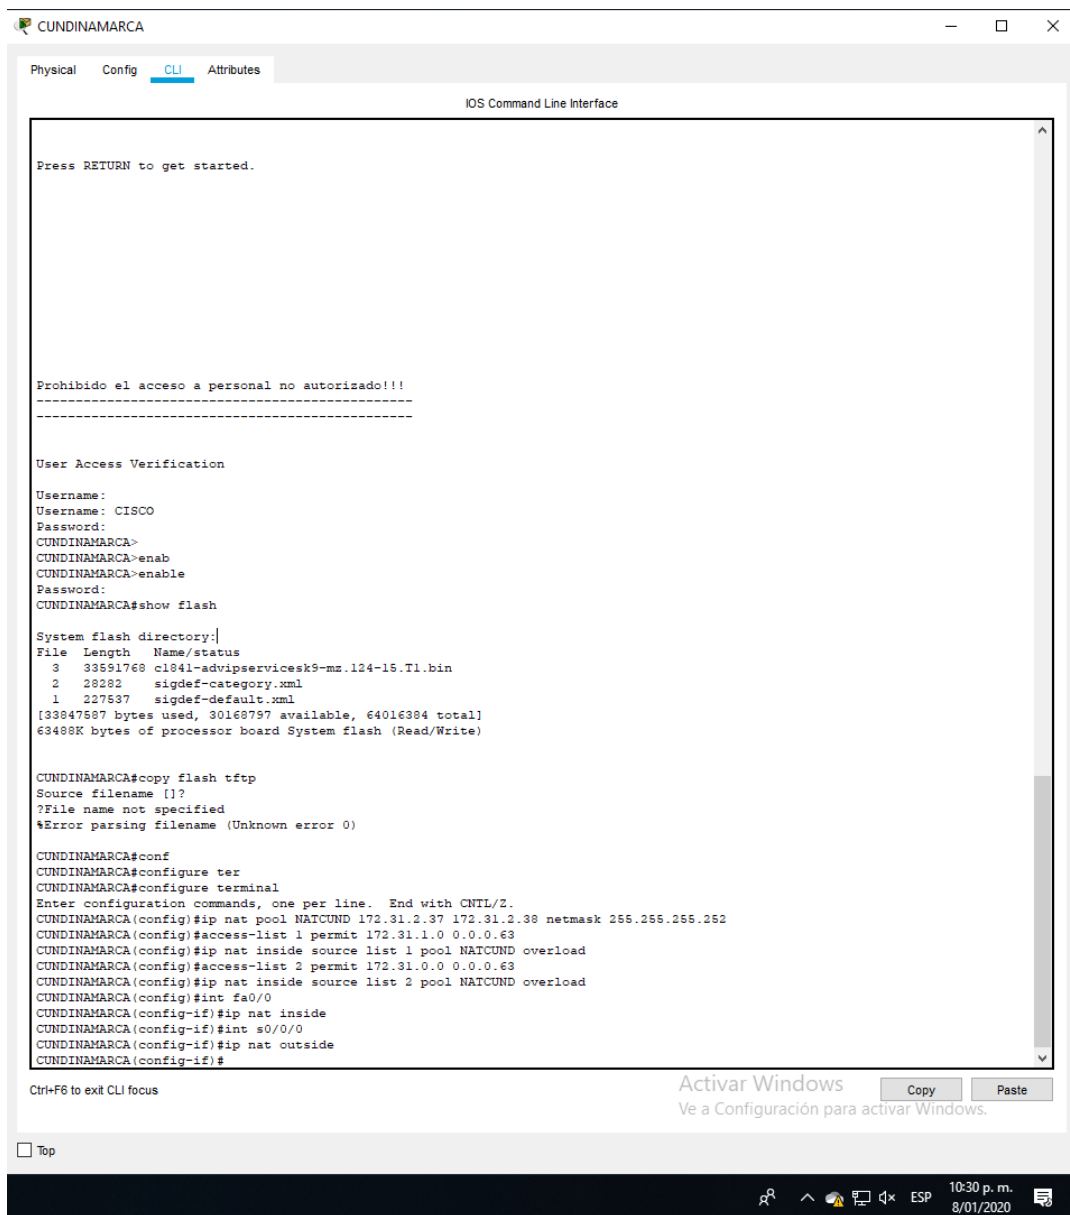 CUNDINAMARCA
Physical Config CLI Attributes
IOS Command Line Interface
Press RETURN to get started.
Prohibido el acceso a personal no autorizado!!!
------------------------------------------------
------------------------------------------------
User Access Verification
Username:
Username: CISCO
Password:
CUNDINAMARCA>
CUNDINAMARCA>enab
CUNDINAMARCA>enable
Password:
CUNDINAMARCA#show flash
System flash directory:
File  Length   Name/status
  3   33591768 c1841-advipservicesk9-mz.124-15.T1.bin
  2   28282    sigdef-category.xml
  1   227537   sigdef-default.xml
[33847587 bytes used, 30168797 available, 64016384 total]
63488K bytes of processor board System flash (Read/Write)
CUNDINAMARCA#copy flash tftp
Source filename []?
?File name not specified
%Error parsing filename (Unknown error 0)
CUNDINAMARCA#conf
CUNDINAMARCA#configure ter
CUNDINAMARCA#configure terminal
Enter configuration commands, one per line.  End with CNTL/Z.
CUNDINAMARCA(config)#ip nat pool NATCUND 172.31.2.37 172.31.2.38 netmask 255.255.255.252
CUNDINAMARCA(config)#access-list 1 permit 172.31.1.0 0.0.0.63
CUNDINAMARCA(config)#ip nat inside source list 1 pool NATCUND overload
CUNDINAMARCA(config)#access-list 2 permit 172.31.0.0 0.0.0.63
CUNDINAMARCA(config)#ip nat inside source list 2 pool NATCUND overload
CUNDINAMARCA(config)#int fa0/0
CUNDINAMARCA(config-if)#ip nat inside
CUNDINAMARCA(config-if)#int s0/0/0
CUNDINAMARCA(config-if)#ip nat outside
CUNDINAMARCA(config-if)#
Ctrl+F6 to exit CLI focus
Copy Paste
Activar Windows
Ve a Configuración para activar Windows.
Top
ESP
10:30 p. m.
8/01/2020